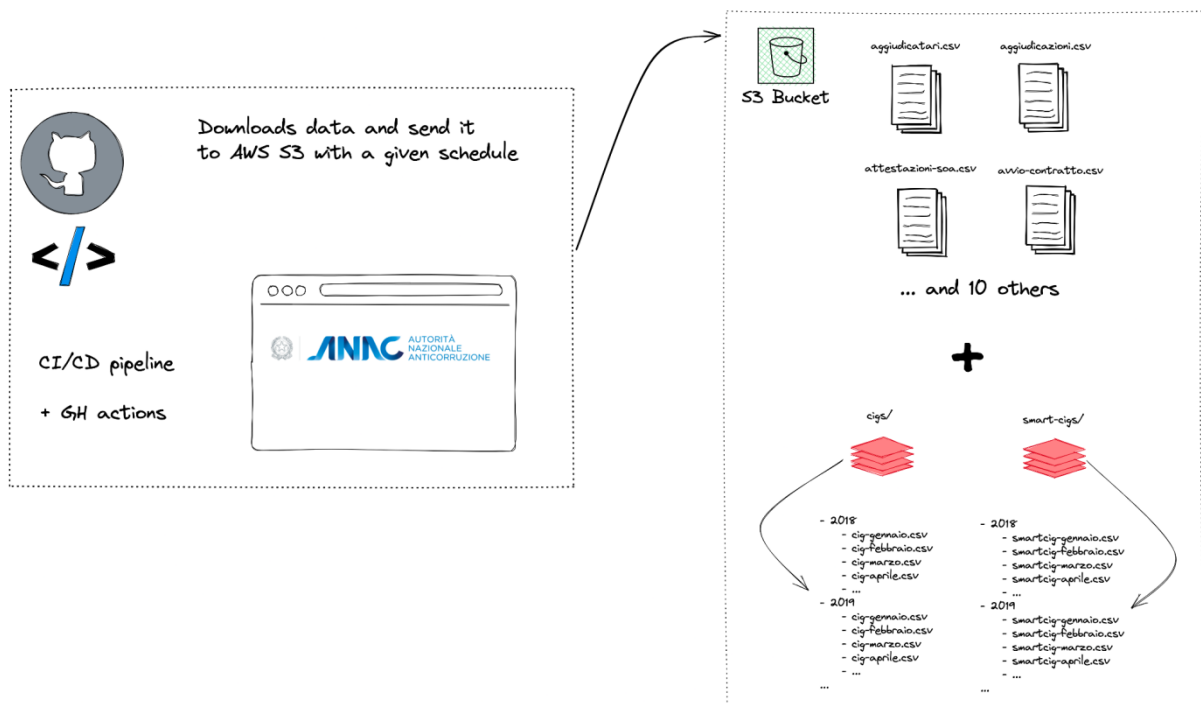 Downloads data and send it
to AWS S3 with a given schedule
</>
CI/CD pipeline
+ GH actions
ANAC
AUTORITÀ
NAZIONALE
ANTICORRUZIONE
S3 Bucket
aggiudicatari.csv
aggiudicazioni.csv
attestazioni-soa.csv
avvio-contratto.csv
... and 10 others
+
cigs/
- 2018
- cig-gennaio.csv
- cig-febbraio.csv
- cig-marzo.csv
- cig-aprile.csv
- ...
- 2019
- cig-gennaio.csv
- cig-febbraio.csv
- cig-marzo.csv
- cig-aprile.csv
- ...
...
smart-cigs/
- 2018
- smartcig-gennaio.csv
- smartcig-febbraio.csv
- smartcig-marzo.csv
- smartcig-aprile.csv
- ...
- 2019
- smartcig-gennaio.csv
- smartcig-febbraio.csv
- smartcig-marzo.csv
- smartcig-aprile.csv
- ...
...